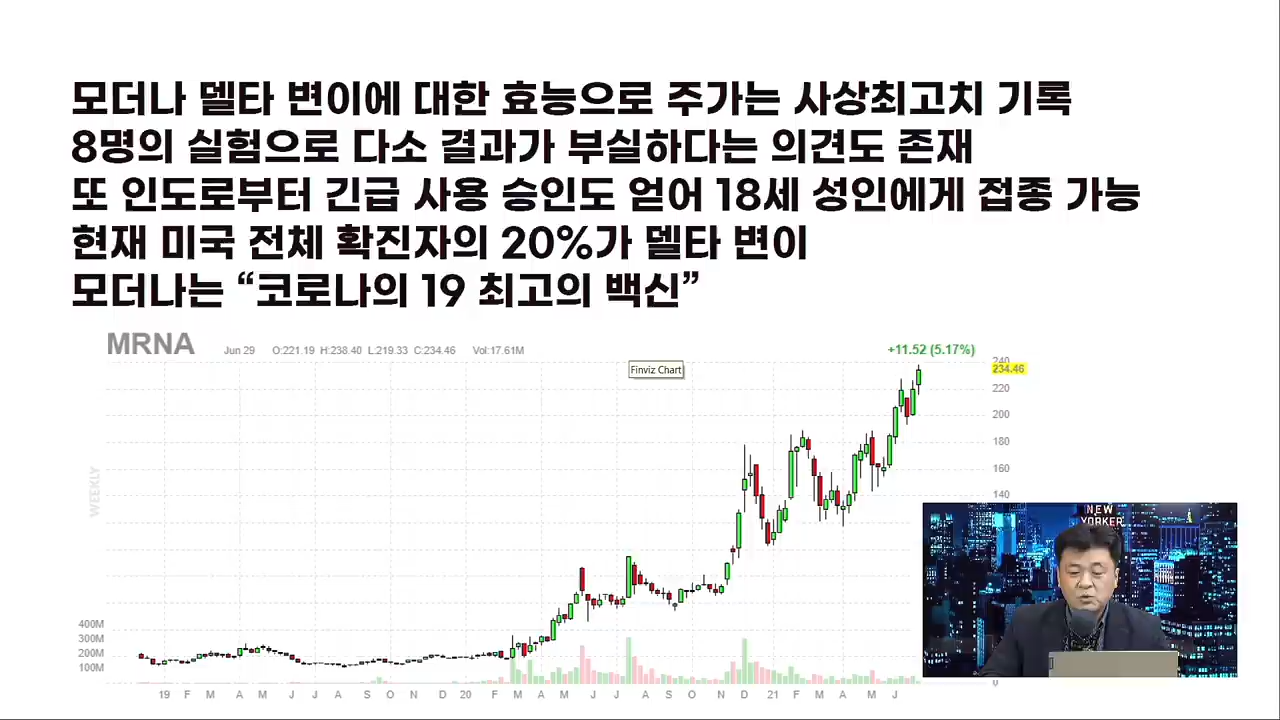 모더나 델타 변이에 대한 효능으로 주가는 사상최고치 기록
8명의 실험으로 다소 결과가 부실하다는 의견도 존재
또 인도로부터 긴급 사용 승인도 얻어 18세 성인에게 접종 가능
현재 미국 전체 확진자의 20%가 델타 변이
모더나는 “코로나의 19 최고의 백신”
MRNA Jun 29 O:221.19 H:238.40 L:219.33 C:234.46 Vol:17.61M +11.52 (5.17%)
Finviz Chart
240
234.46
220
200
180
160
140
WEEKLY
NEW
YORKER
400M
300M
200M
100M
0
19 F M A M J J A S O N D 20 F M A M J J A S O N D 21 F M A M J